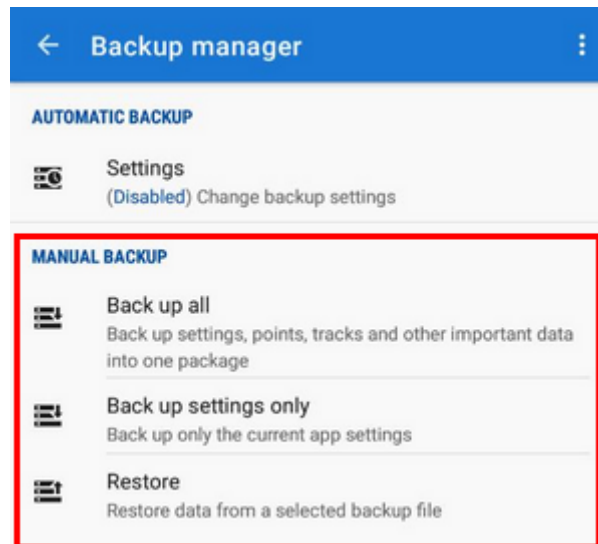 Backup manager
AUTOMATIC BACKUP
Settings
(Disabled) Change backup settings
MANUAL BACKUP
Back up all
Back up settings, points, tracks and other important data
into one package
Back up settings only
Back up only the current app settings
Restore
Restore data from a selected backup file